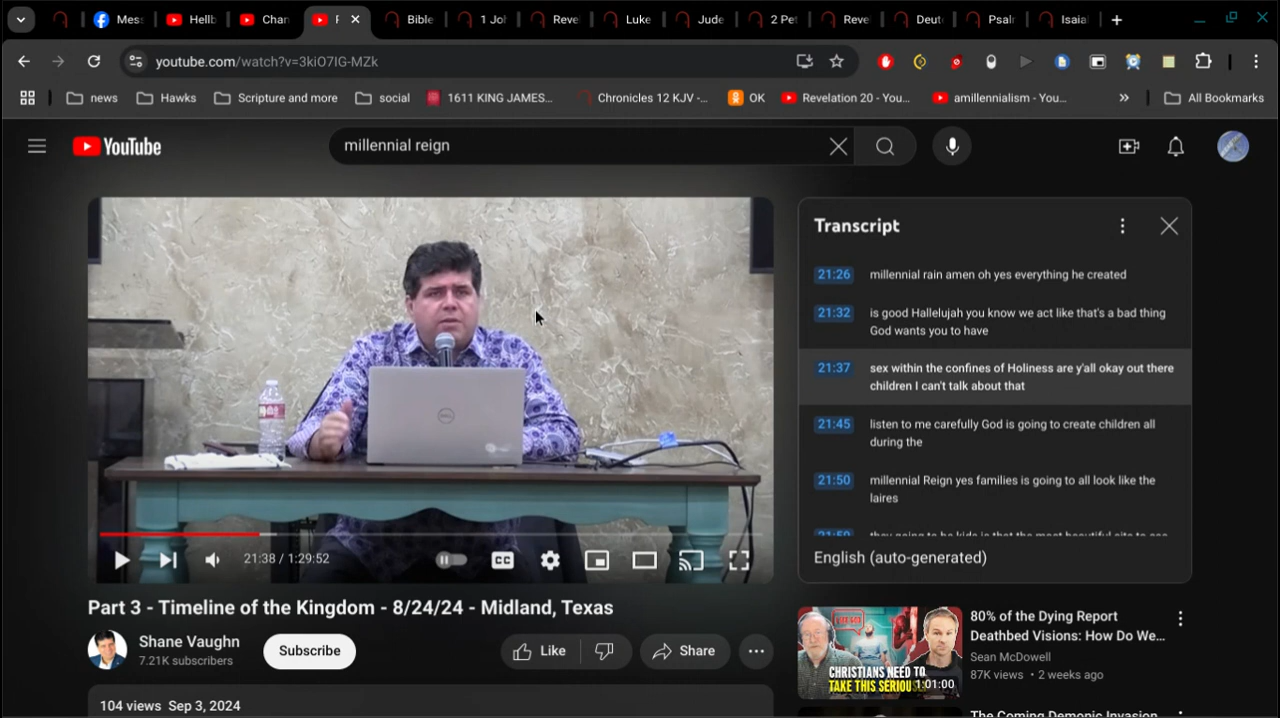 Mess
Hellb
Chan
F
Bible
1 Joh
Reve
Luke
Jude
2 Pet
Reve
Deut
Psalr
Isaia
youtube.com/watch?v=3kiO7IG-MZk
news
Hawks
Scripture and more
social
1611 KING JAMES...
Chronicles 12 KJV -...
OK
Revelation 20 - You...
amillennialism - You...
All Bookmarks
YouTube
millennial reign
Transcript
21:26 millennial rain amen oh yes everything he created
21:32 is good Hallelujah you know we act like that's a bad thing
God wants you to have
21:37 sex within the confines of Holiness are y'all okay out there
children I can't talk about that
21:45 listen to me carefully God is going to create children all
during the
21:50 millennial Reign yes families is going to all look like the
laires
English (auto-generated)
DELL
CC
21:38 / 1:29:52
Part 3 - Timeline of the Kingdom - 8/24/24 - Midland, Texas
Shane Vaughn
7.21K subscribers
Subscribe
Like
Share
104 views Sep 3, 2024
CHRISTIANS NEED TO
TAKE THIS SERIOUS
1:01:00
80% of the Dying Report
Deathbed Visions: How Do We...
Sean McDowell
87K views • 2 weeks ago
The Coming Demonic Invasion